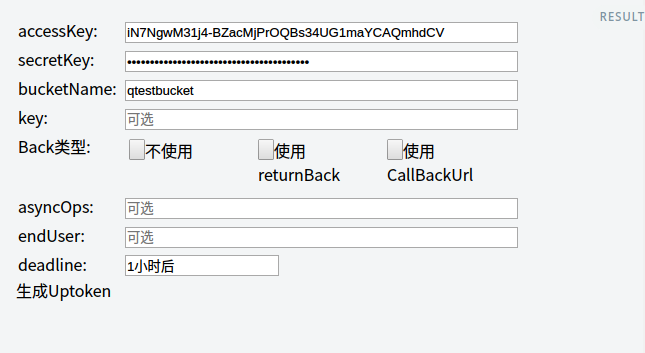 RESULT
accessKey: iN7NgwM31j4-BZacMjPrOQBs34UG1maYCAQmhdCV
secretKey: ••••••••••••••••••••••••••••••••••••••••
bucketName: qtestbucket
key: 可选
Back类型: 不使用 使用 使用
returnBack CallBackUrl
asyncOps: 可选
endUser: 可选
deadline: 1小时后
生成Uptoken